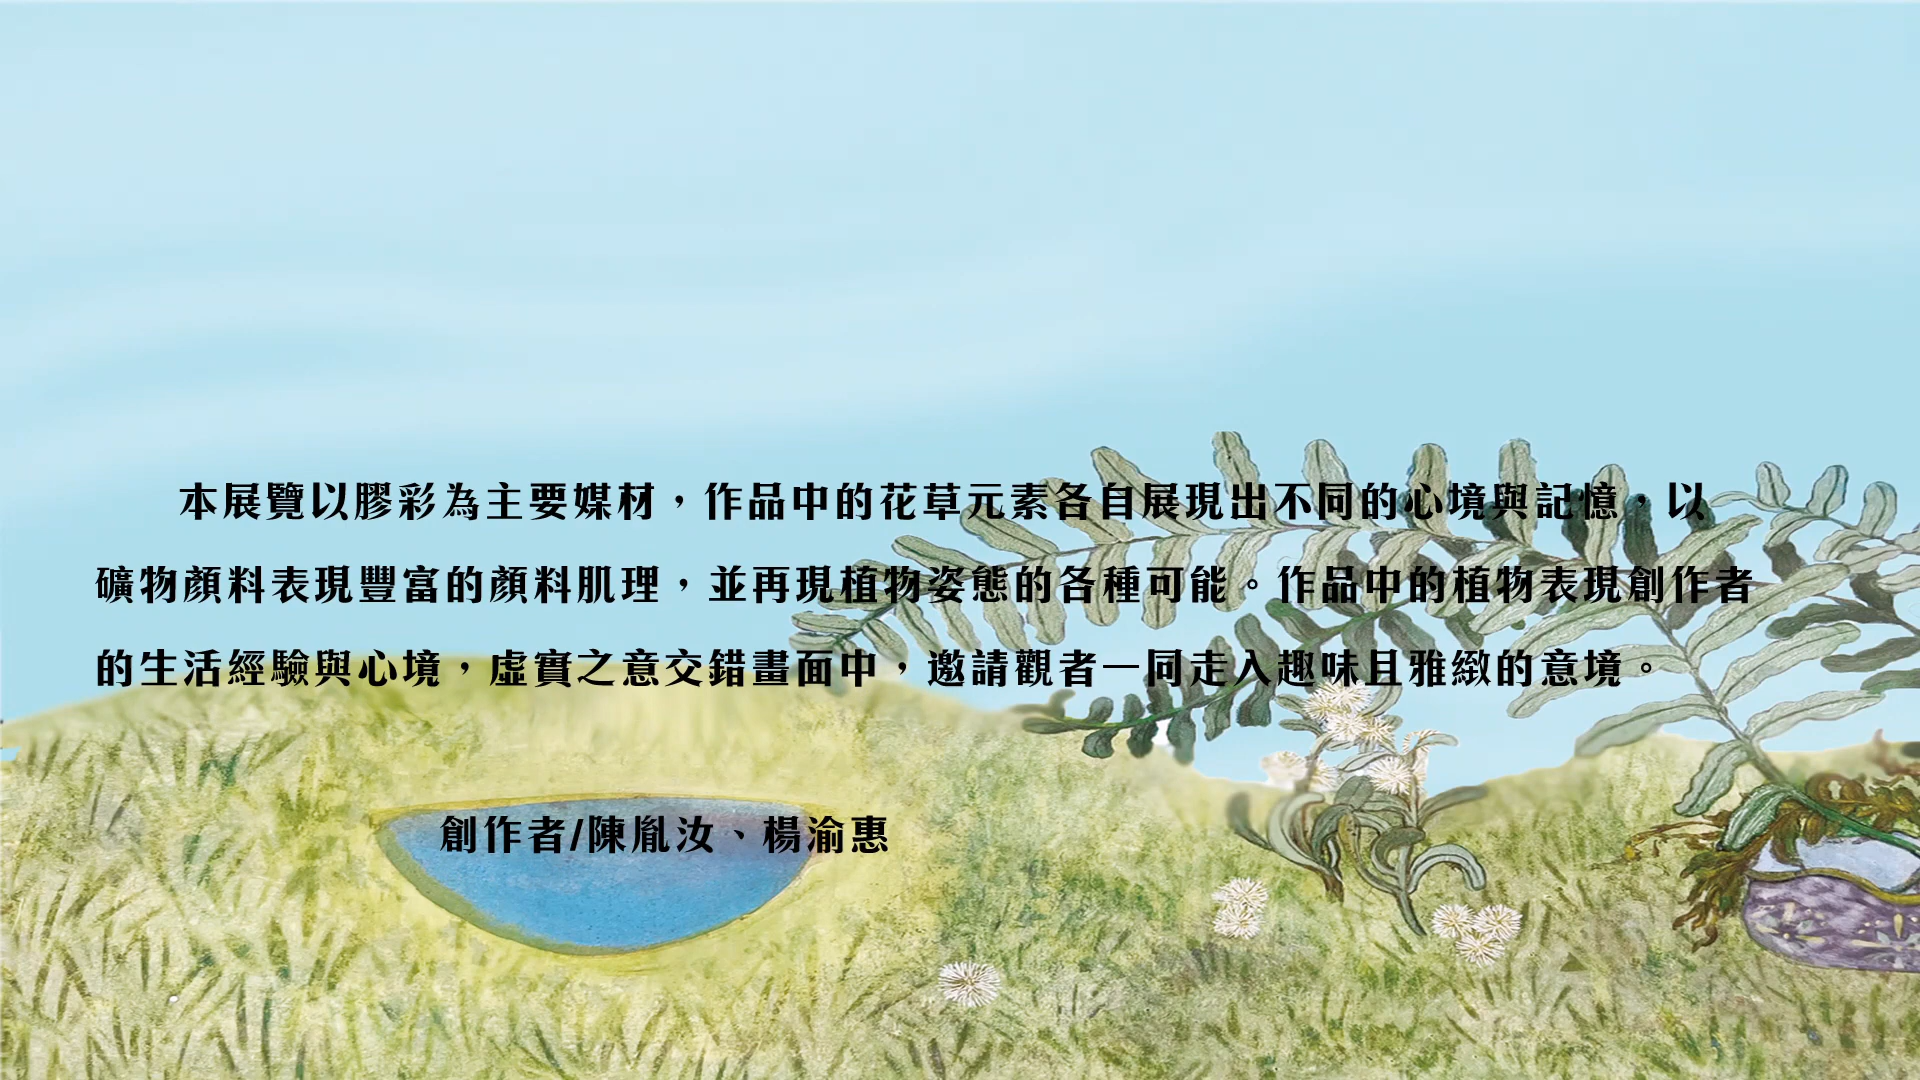 本展覽以膠彩為主要媒材，作品中的花草元素各自展現出不同的心境與記憶，以
礦物顏料表現豐富的顏料肌理，並再現植物姿態的各種可能。作品中的植物表現創作者
的生活經驗與心境，虛實之意交錯畫面中，邀請觀者一同走入趣味且雅緻的意境。
創作者/陳胤汝、楊渝惠